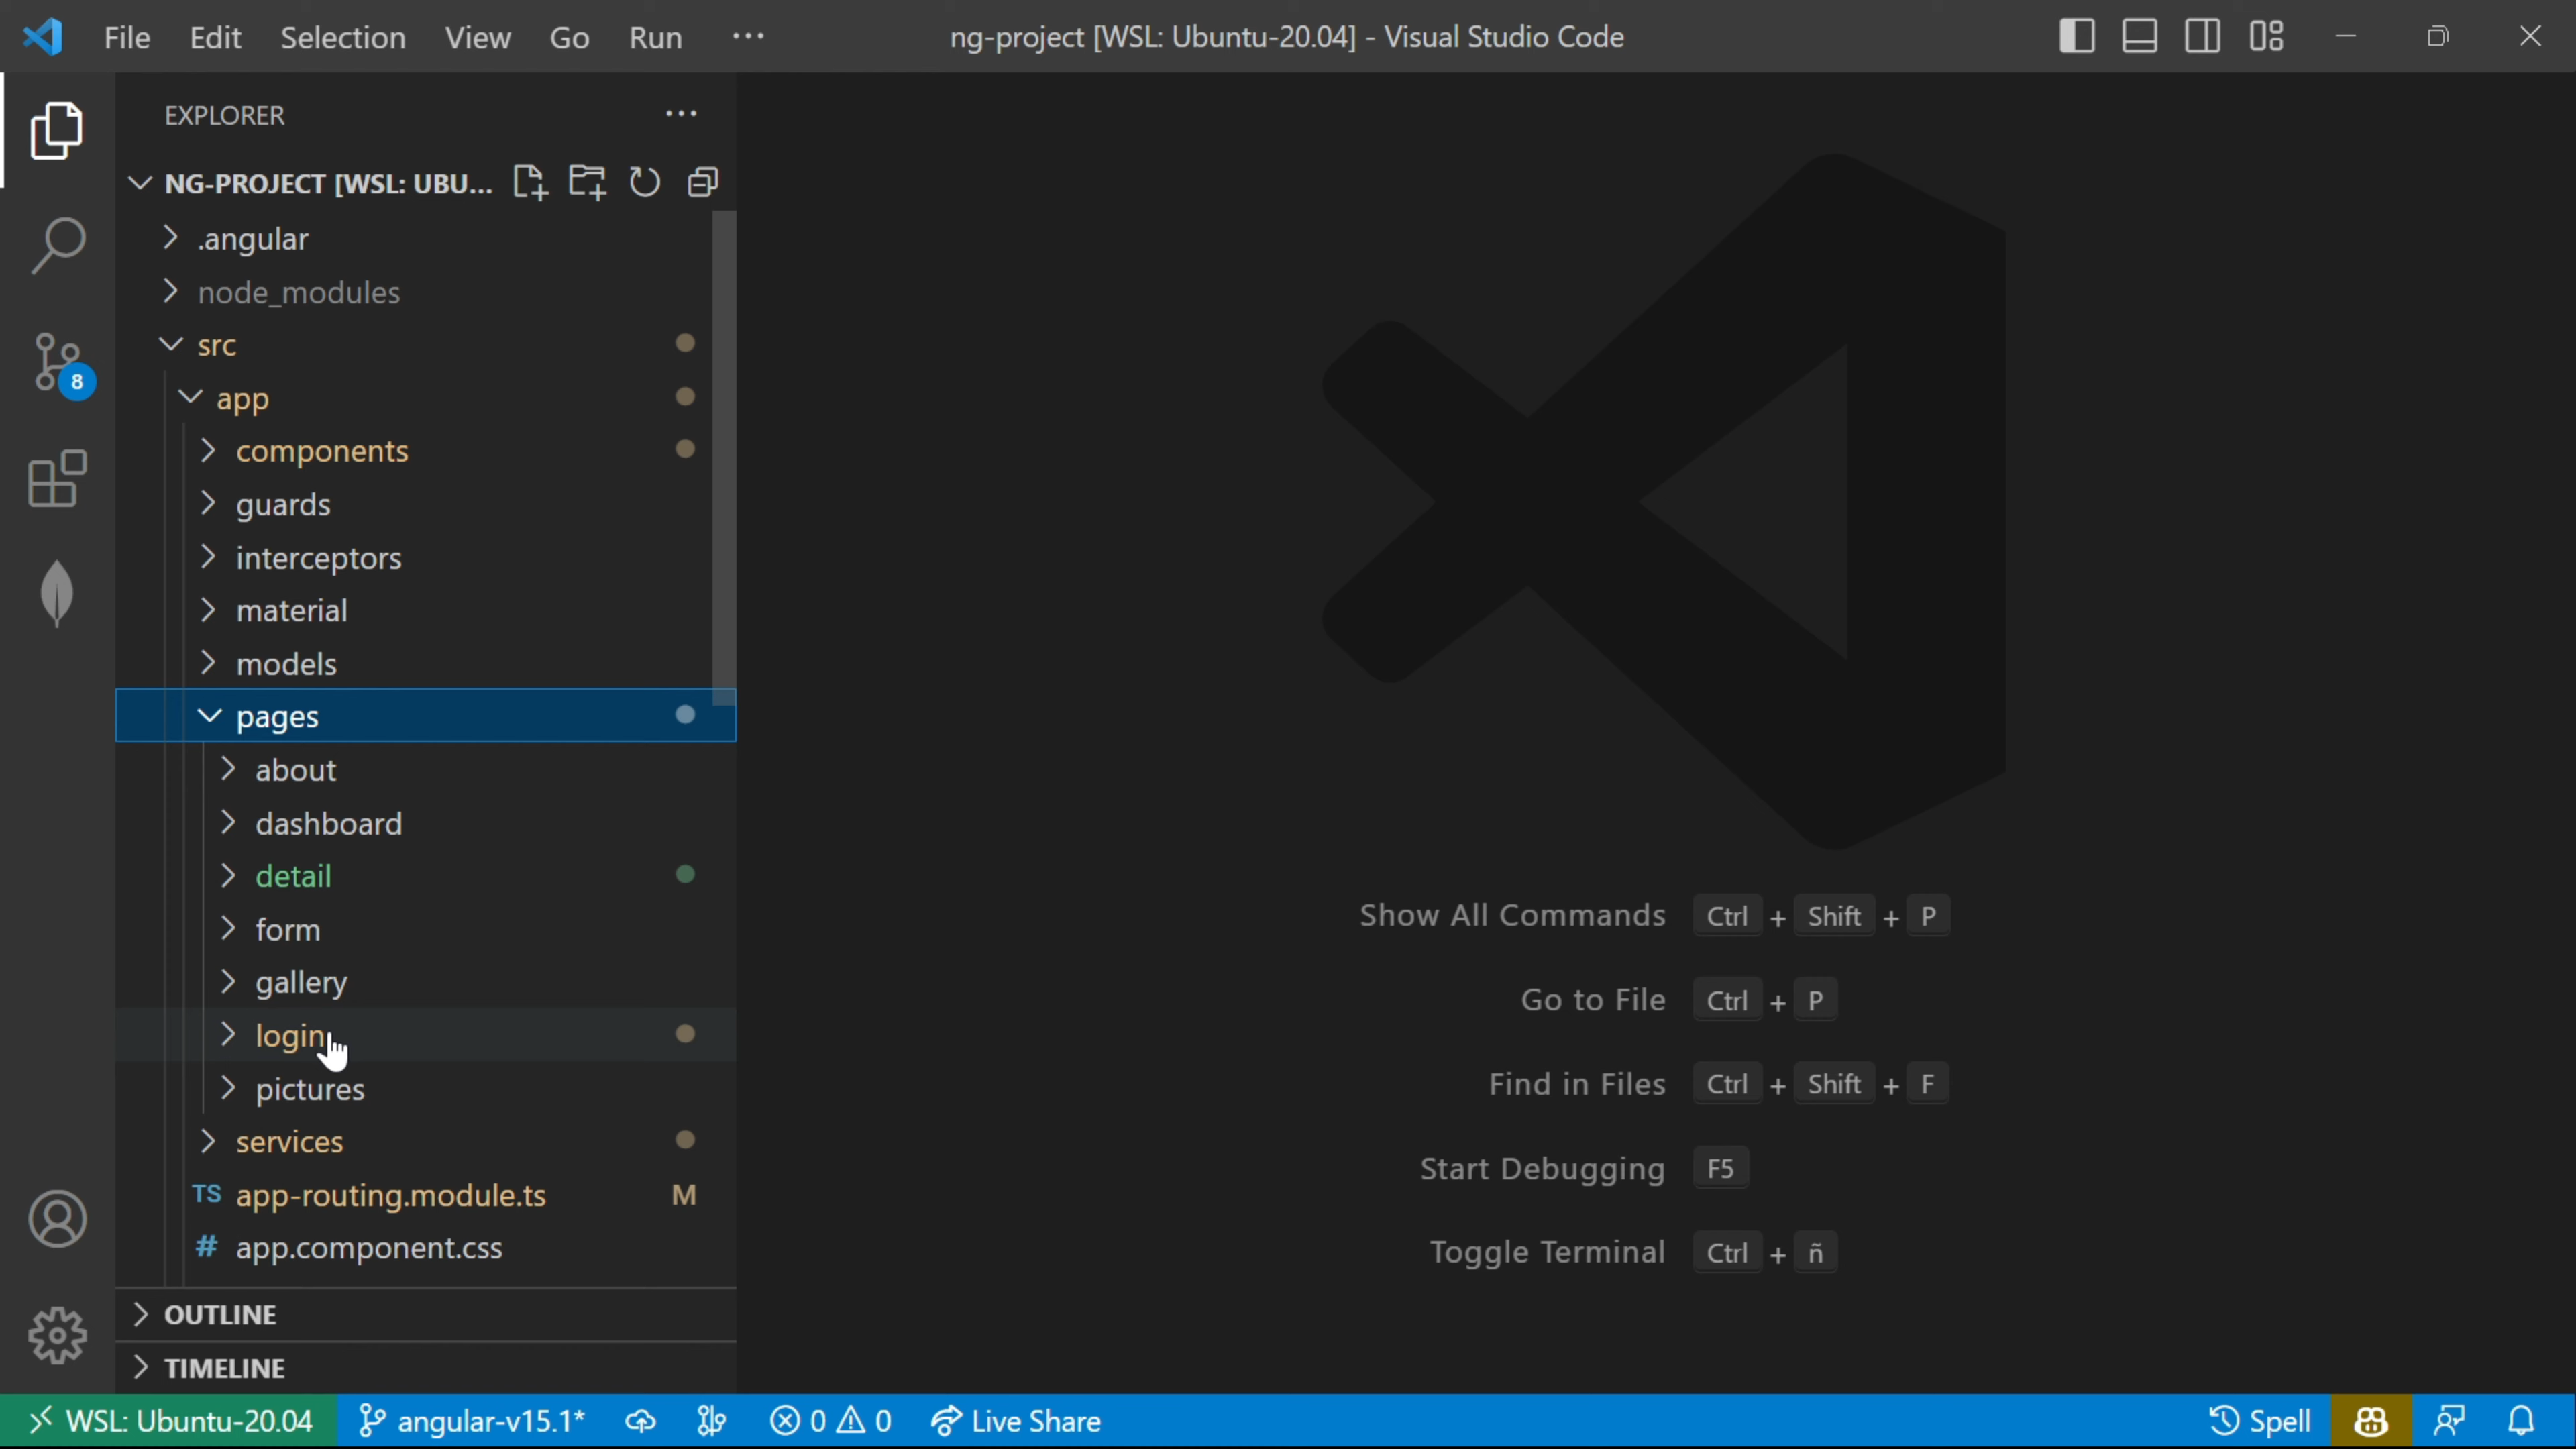 File Edit Selection View Go Run ···
ng-project [WSL: Ubuntu-20.04] - Visual Studio Code
EXPLORER ···
NG-PROJECT [WSL: UBU...
.angular
node_modules
src
8
app
components
guards
interceptors
material
models
pages
about
dashboard
detail
form
gallery
login
pictures
services
TS app-routing.module.ts M
# app.component.css
OUTLINE
TIMELINE
Show All Commands Ctrl + Shift + P
Go to File Ctrl + P
Find in Files Ctrl + Shift + F
Start Debugging F5
Toggle Terminal Ctrl + ñ
WSL: Ubuntu-20.04 angular-v15.1* 0 0 Live Share Spell